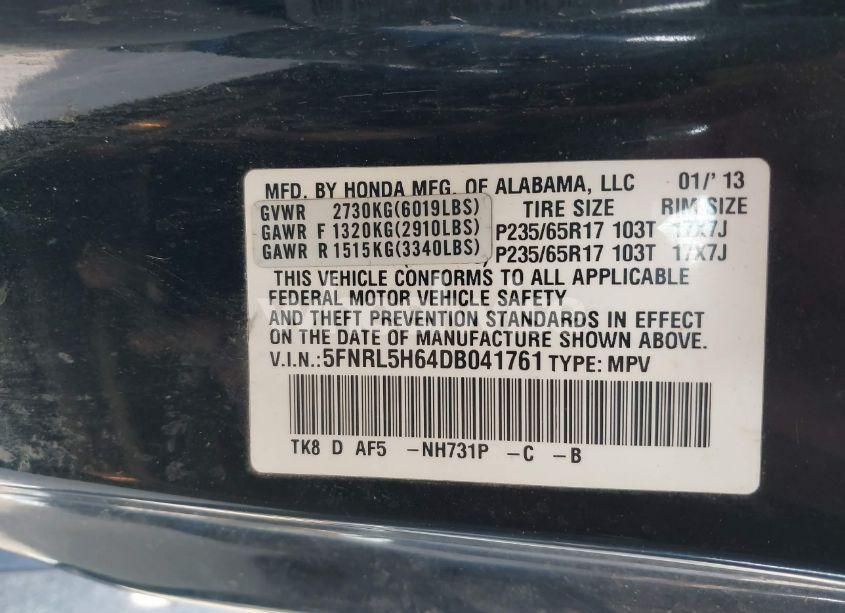 MFD. BY HONDA MFG. OF ALABAMA, LLC 01/' 13
GVWR 2730KG(6019LBS) TIRE SIZE RIM SIZE
GAWR F 1320KG(2910LBS) P235/65R17 103T 17X7J
GAWR R 1515KG(3340LBS) P235/65R17 103T 17X7J
THIS VEHICLE CONFORMS TO ALL APPLICABLE
FEDERAL MOTOR VEHICLE SAFETY
AND THEFT PREVENTION STANDARDS IN EFFECT
ON THE DATE OF MANUFACTURE SHOWN ABOVE.
V.I.N.:5FNRL5H64DB041761 TYPE: MPV
TK8 D AF5 -NH731P -C -B